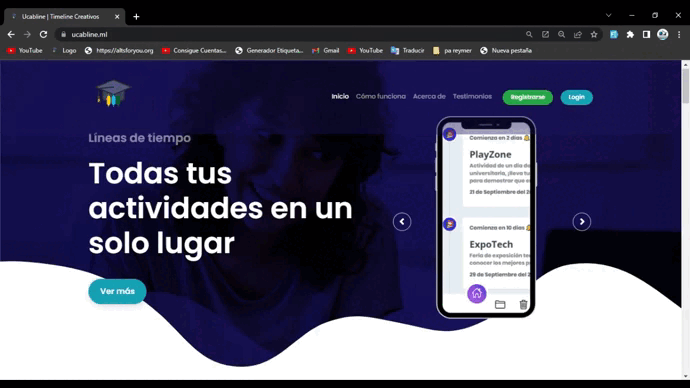 Ucabline | Timeline Creativos
ucabline.ml
YouTube Logo https://altsforyou.org Consigue Cuentas... Generador Etiqueta... Gmail YouTube Traducir pa reymer Nueva pestaña
Inicio Cómo funciona Acerca de Testimonios Registrarse Login
Líneas de tiempo
Todas tus
actividades en un
solo lugar
Ver más
Comienza en 2 días
PlayZone
Actividad de un día de
universitaria, ¡lleva tu
para demostrar que e
21 de Septiembre del 2
Comienza en 10 días
ExpoTech
Feria de exposición te
conocer los mejores p
29 de Septiembre del 2